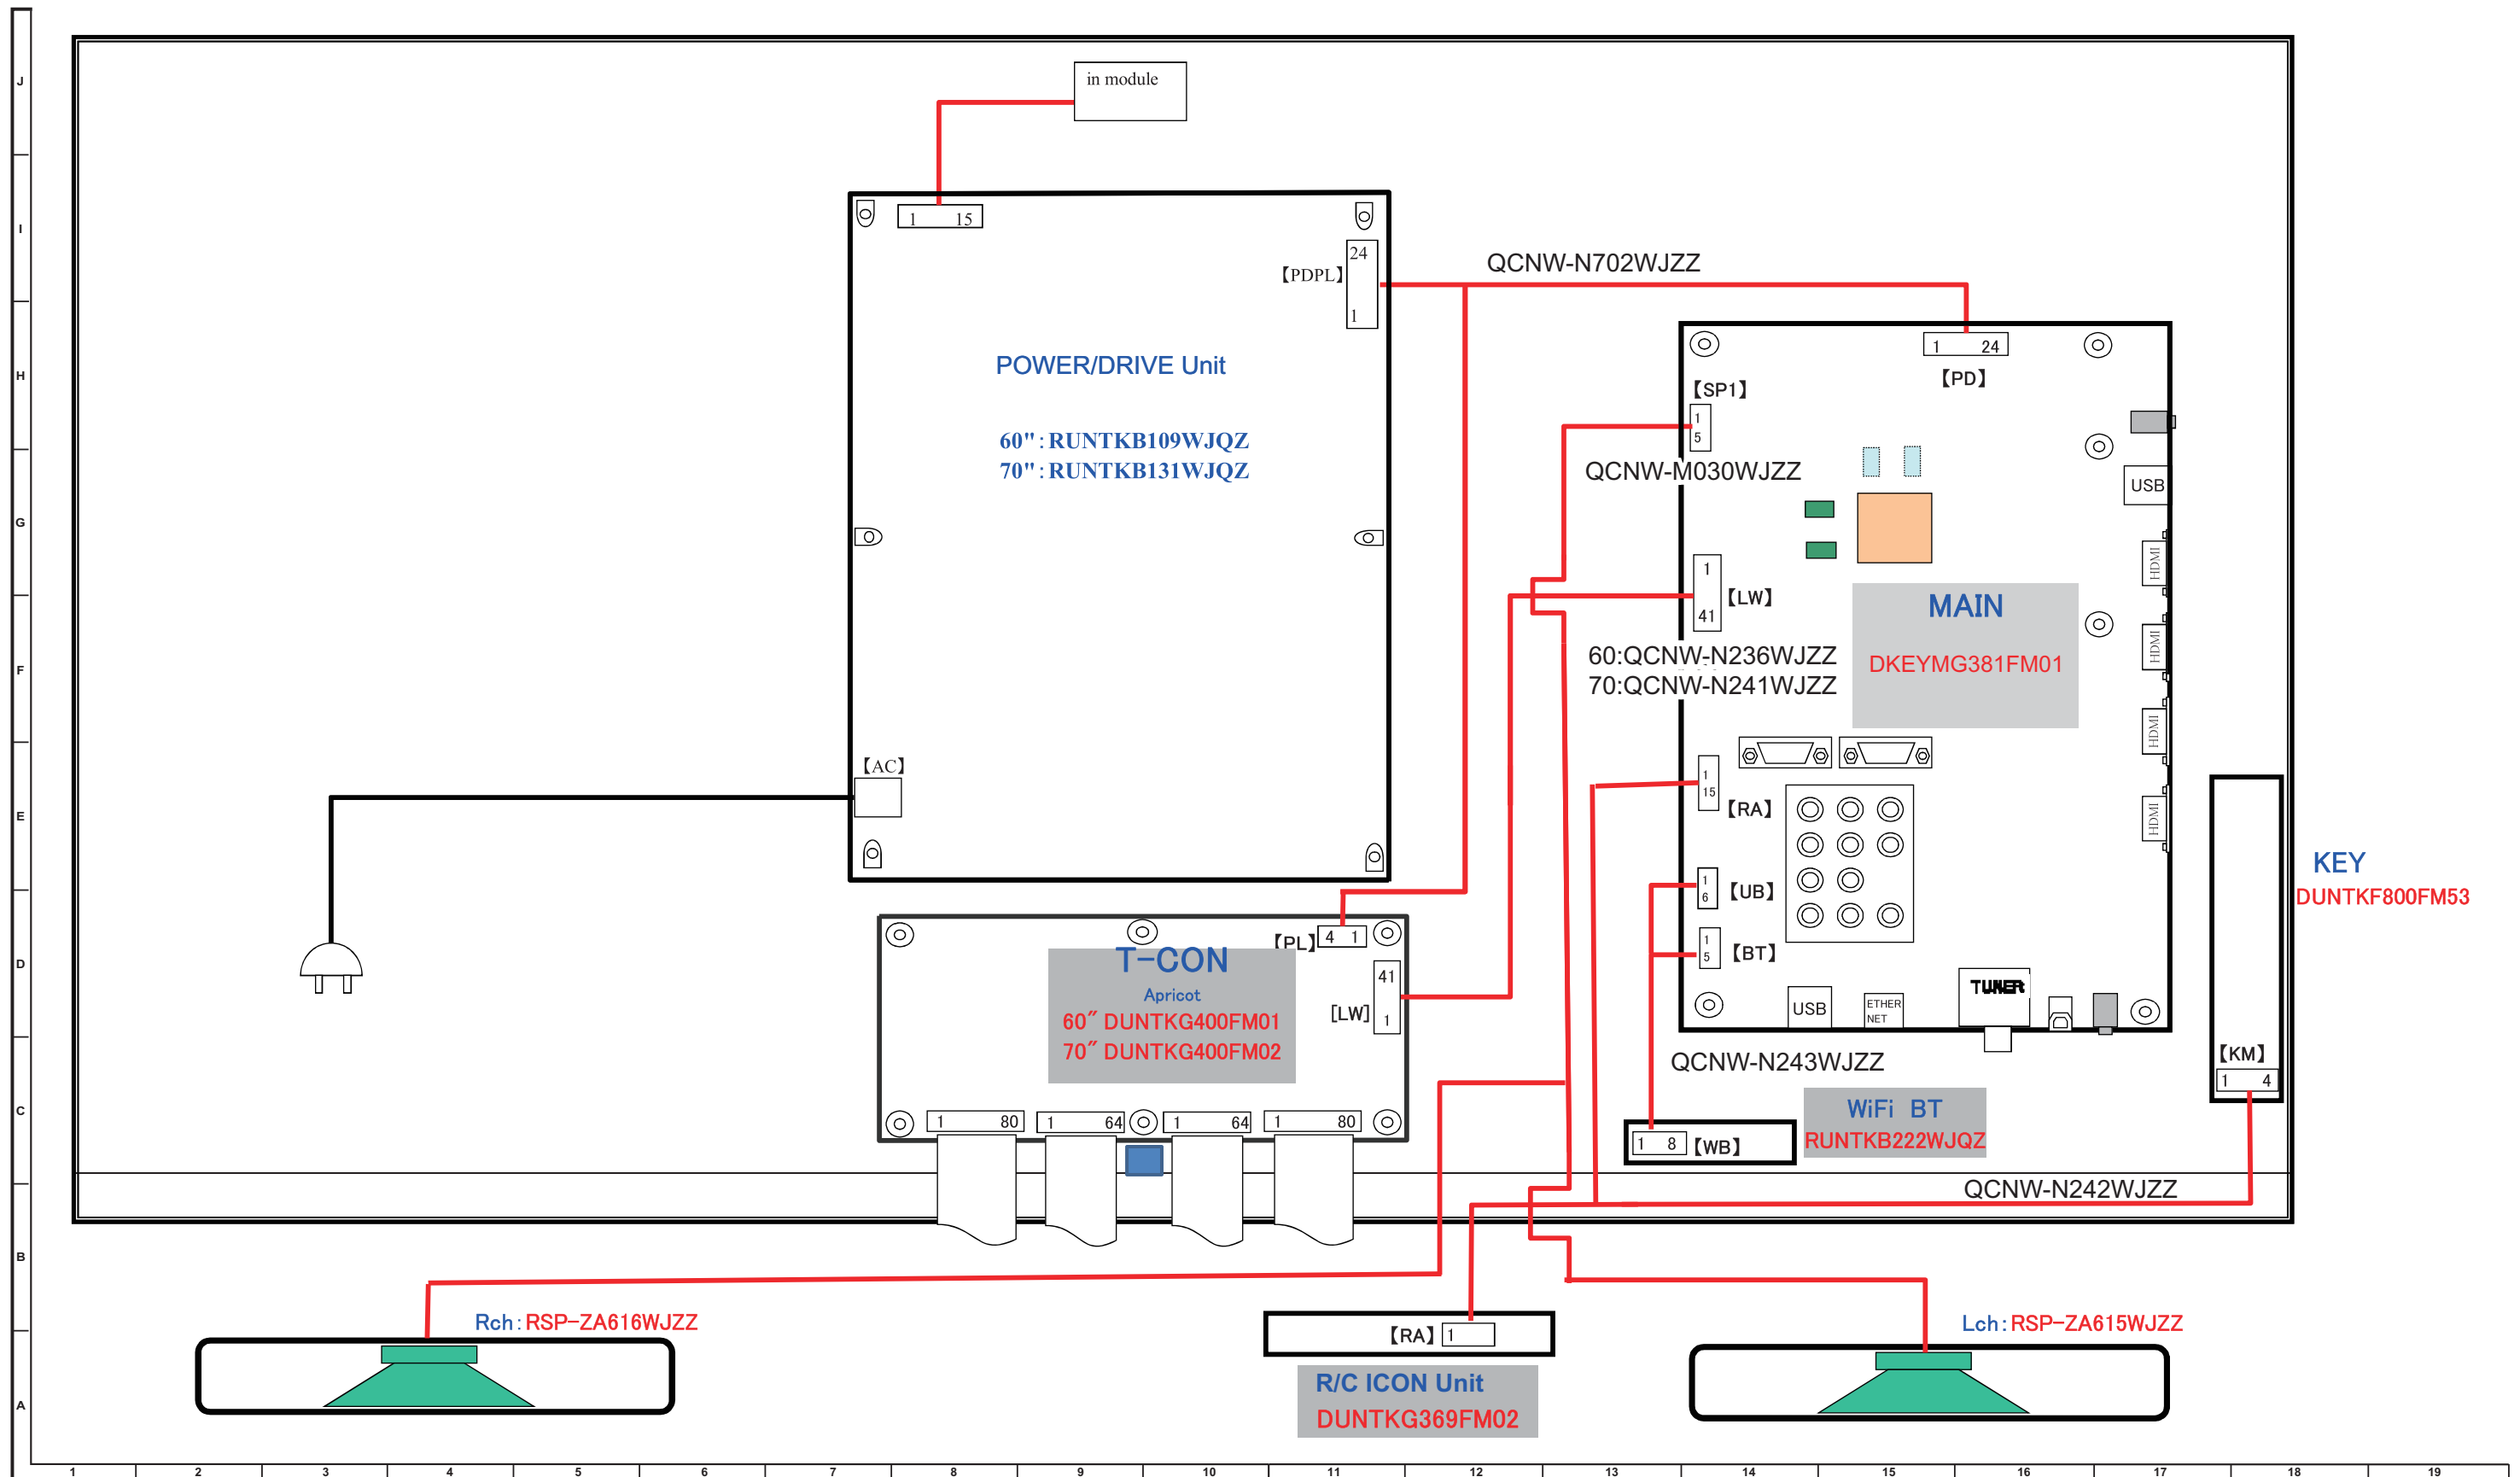 J
I
H
G
F
E
D
C
B
A
in module
1 15
24
【PDPL】
1
QCNW-N702WJZZ
POWER/DRIVE Unit
60":RUNTKB109WJQZ
70":RUNTKB131WJQZ
【AC】
1 24
【PD】
【SP1】
1
5
QCNW-M030WJZZ
USB
1
41
【LW】
60:QCNW-N236WJZZ
70:QCNW-N241WJZZ
MAIN
DKEYMG381FM01
HDMI
HDMI
HDMI
HDMI
1
15
【RA】
1
6
【UB】
1
5
【BT】
USB
ETHER
NET
TUNER
KEY
DUNTKF800FM53
【KM】
1 4
【PL】
4 1
T-CON
Apricot
60" DUNTKG400FM01
70" DUNTKG400FM02
41
[LW]
1
1 80
1 64
1 64
1 80
QCNW-N243WJZZ
WiFi BT
RUNTKB222WJQZ
1 8
【WB】
QCNW-N242WJZZ
Rch:RSP-ZA616WJZZ
【RA】
1
R/C ICON Unit
DUNTKG369FM02
Lch:RSP-ZA615WJZZ
1 2 3 4 5 6 7 8 9 10 11 12 13 14 15 16 17 18 19